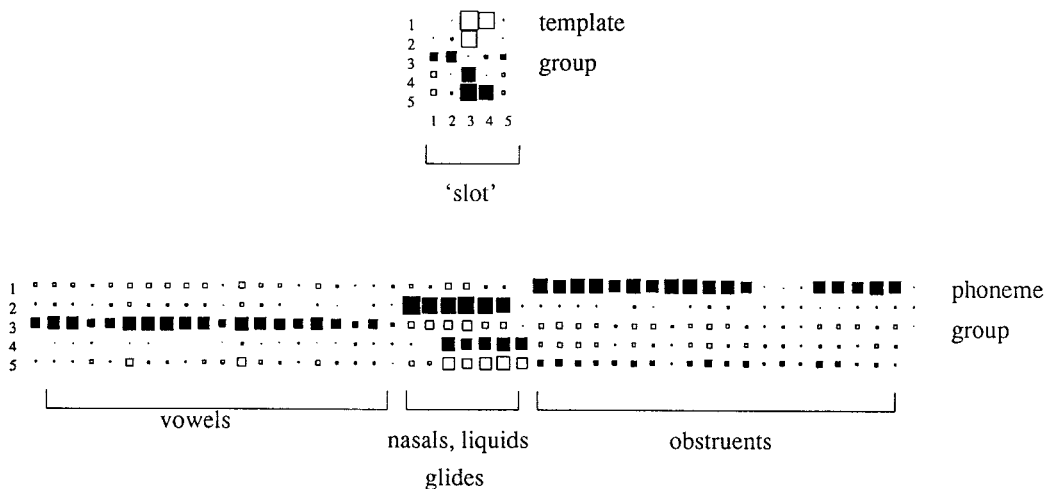 1 template
2
3 group
4
5
1 2 3 4 5
'slot'
1 phoneme
2
3 group
4
5
vowels
nasals, liquids
glides
obstruents